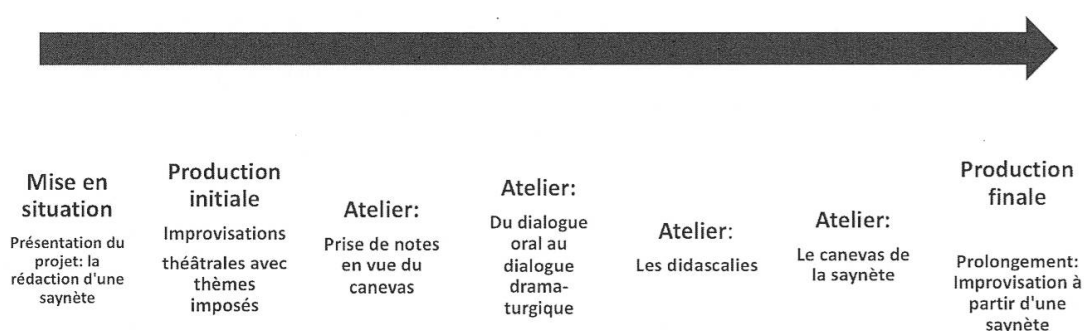 Mise en
situation
Présentation du
projet: la
rédaction d'une
saynète
Production
initiale
Improvisations
théâtrales avec
thèmes
imposés
Atelier:
Prise de notes
en vue du
canevas
Atelier:
Du dialogue
oral au
dialogue
drama-
turgique
Atelier:
Les didascalies
Atelier:
Le canevas de
la saynète
Production
finale
Prolongement:
Improvisation à
partir d'une
saynète